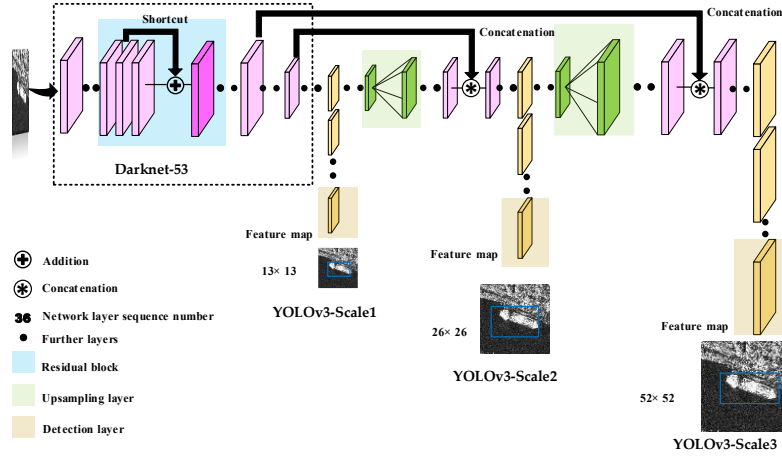 Concatenation
Shortcut
Concatenation
Darknet-53
Feature map
13× 13
YOLOv3-Scale1
Feature map
26× 26
YOLOv3-Scale2
Feature map
52× 52
YOLOv3-Scale3
Addition
Concatenation
36 Network layer sequence number
Further layers
Residual block
Upsampling layer
Detection layer